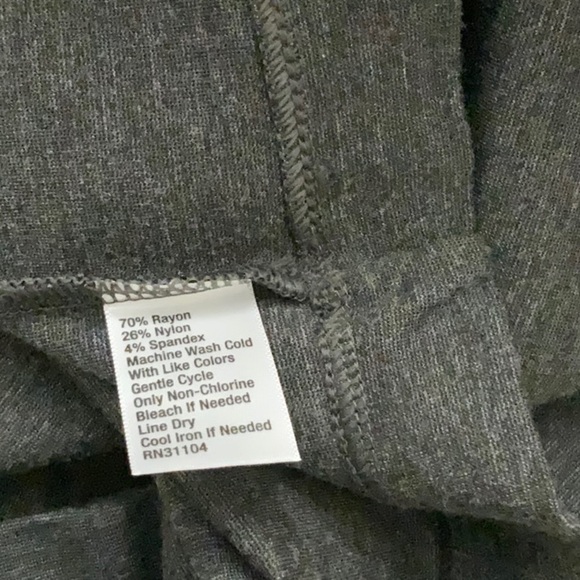 70% Rayon
26% Nylon
4% Spandex
Machine Wash Cold
With Like Colors
Gentle Cycle
Only Non-Chlorine
Bleach If Needed
Line Dry
Cool Iron If Needed
RN31104